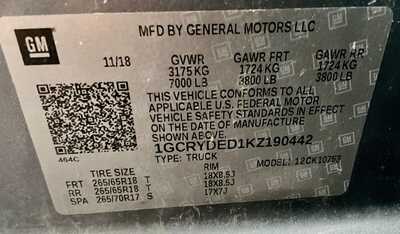 MFD BY GENERAL MOTORS LLC
GM
11/18
GVWR GAWR FRT GAWR RR
3175 KG 1724 KG 1724 KG
7000 LB 3800 LB 3800 LB
THIS VEHICLE CONFORMS TO ALL
APPLICABLE U.S. FEDERAL MOTOR
VEHICLE SAFETY AND BUMPER
STANDARDS IN EFFECT ON THE DATE
OF MANUFACTURE SHOWN ABOVE.
1GCRYDED1KZ190442
TYPE: TRUCK MODEL: 12CK10753
464C
TIRE SIZE RIM
FRT 265/65R18 T 18X8.5J
RR 265/65R18 T 18X8.5J
SPA 265/70R17 S 17X7J